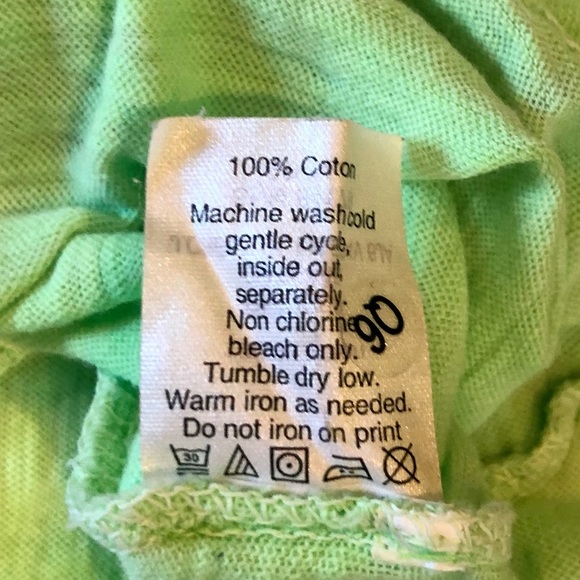 100% Coton
Machine wash cold
gentle cycle,
inside out,
separately.
Non chlorine
bleach only.
Tumble dry low.
Warm iron as needed.
Do not iron on print
30
90